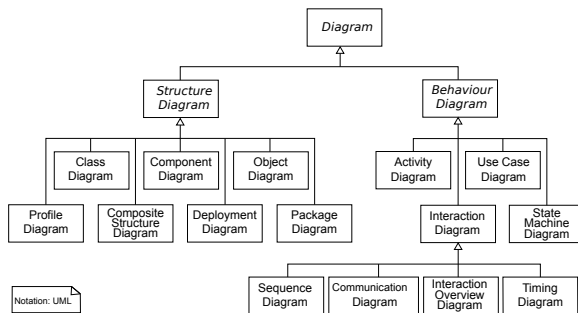 Diagram
Structure
Diagram
Behaviour
Diagram
Class
Diagram
Component
Diagram
Object
Diagram
Activity
Diagram
Use Case
Diagram
Profile
Diagram
Composite
Structure
Diagram
Deployment
Diagram
Package
Diagram
Interaction
Diagram
State
Machine
Diagram
Sequence
Diagram
Communication
Diagram
Interaction
Overview
Diagram
Timing
Diagram
Notation: UML